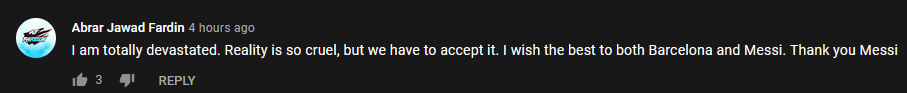 Abrar Jawad Fardin 4 hours ago
I am totally devastated. Reality is so cruel, but we have to accept it. I wish the best to both Barcelona and Messi. Thank you Messi
3 REPLY